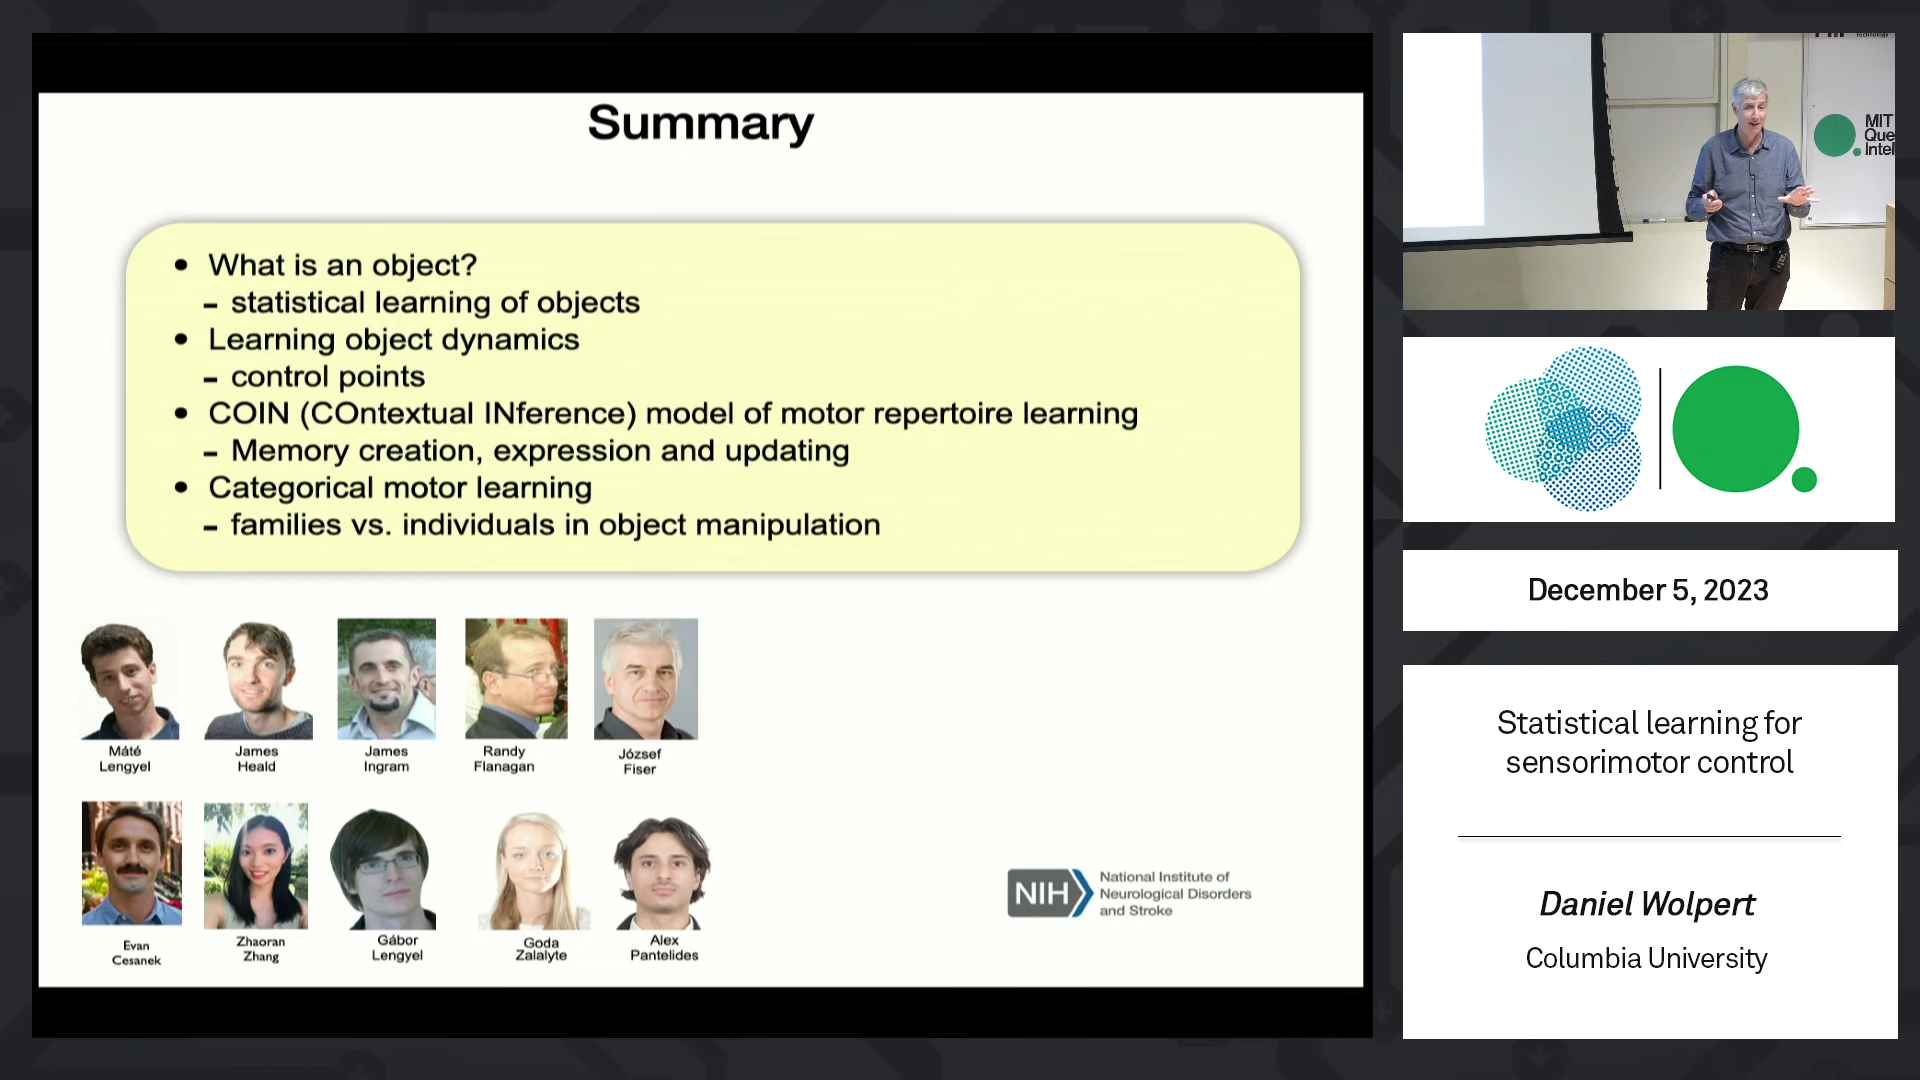 Summary
• What is an object?
– statistical learning of objects
• Learning object dynamics
– control points
• COIN (COntextual INference) model of motor repertoire learning
– Memory creation, expression and updating
• Categorical motor learning
– families vs. individuals in object manipulation
Máté
Lengyel
James
Heald
James
Ingram
Randy
Flanagan
József
Fiser
Evan
Cesanek
Zhaoran
Zhang
Gábor
Lengyel
Goda
Zalalyte
Alex
Pantelides
NIH
National Institute of
Neurological Disorders
and Stroke
Technology
MIT
Que
Intel
December 5, 2023
Statistical learning for
sensorimotor control
Daniel Wolpert
Columbia University